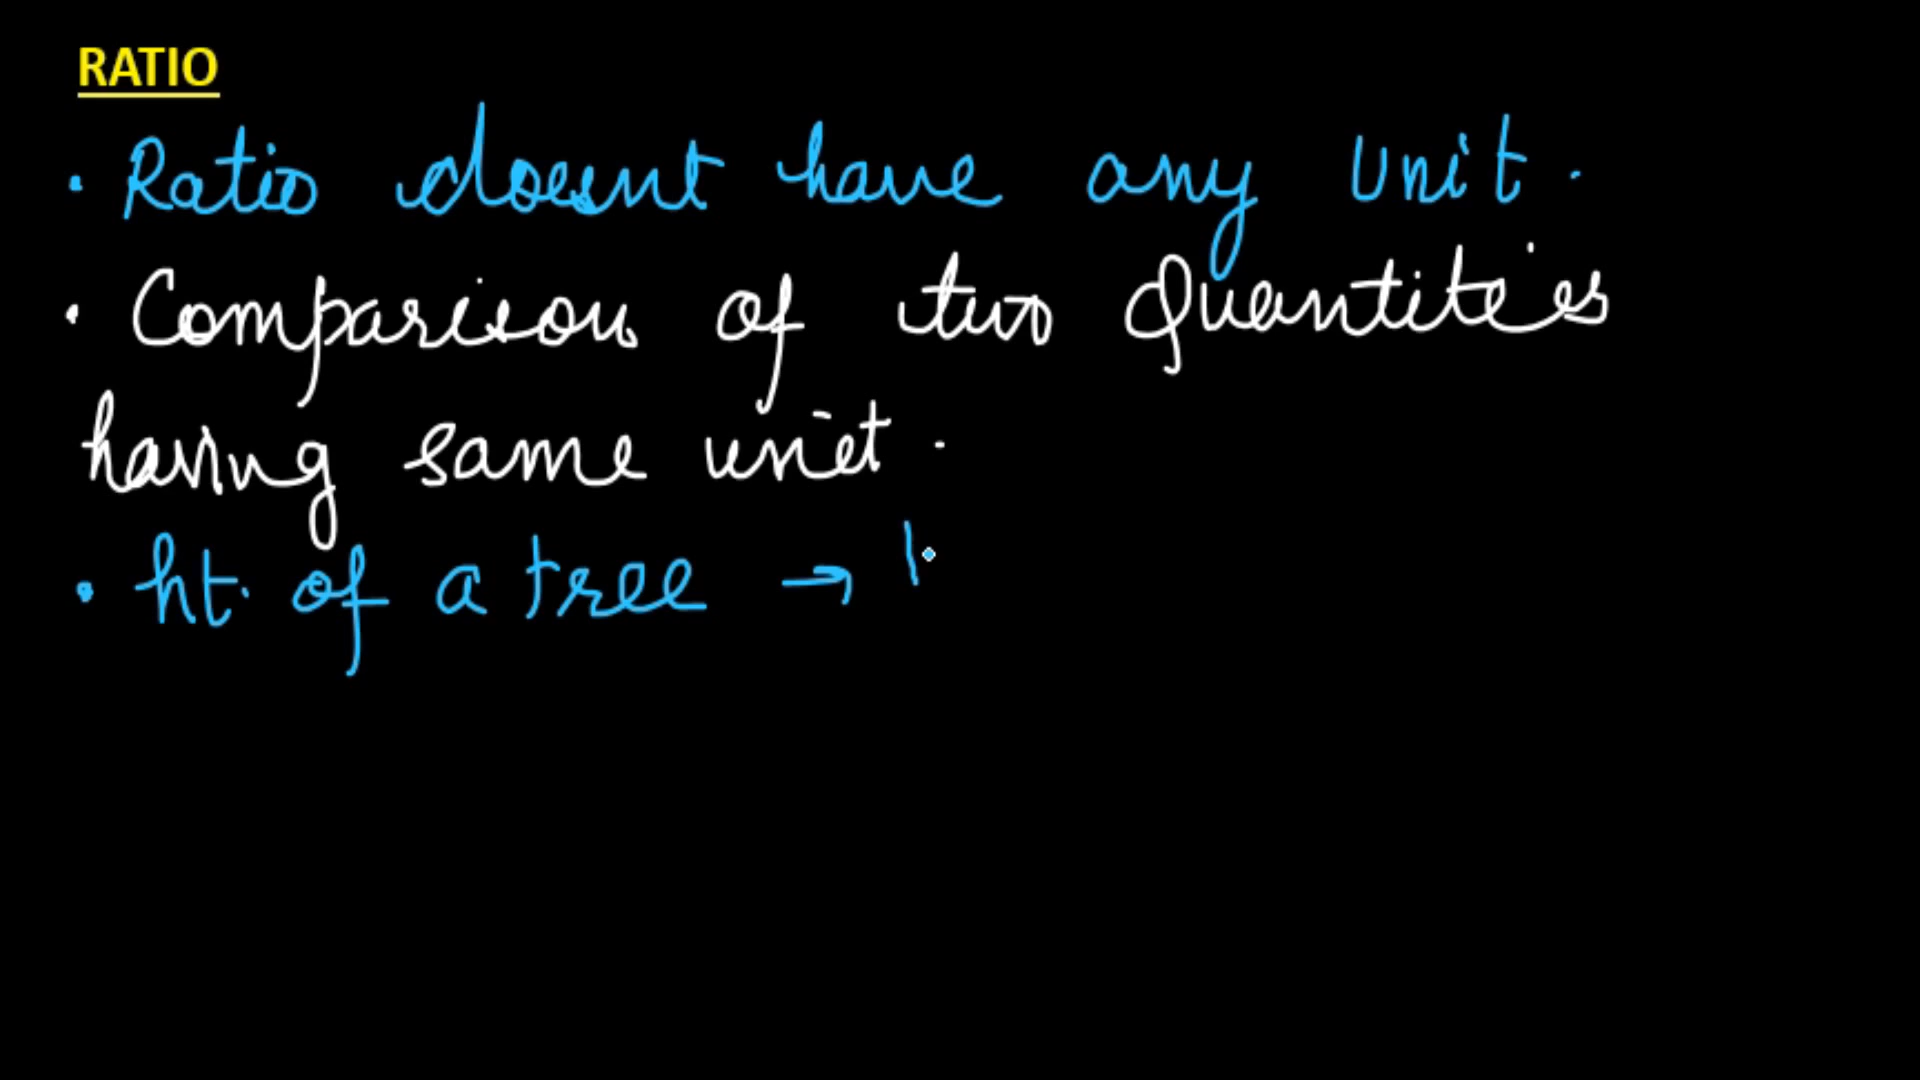 RATIO
• Ratio doesnt have any Unit.
• Comparison of two Quantities
having same unit.
• ht. of a tree →